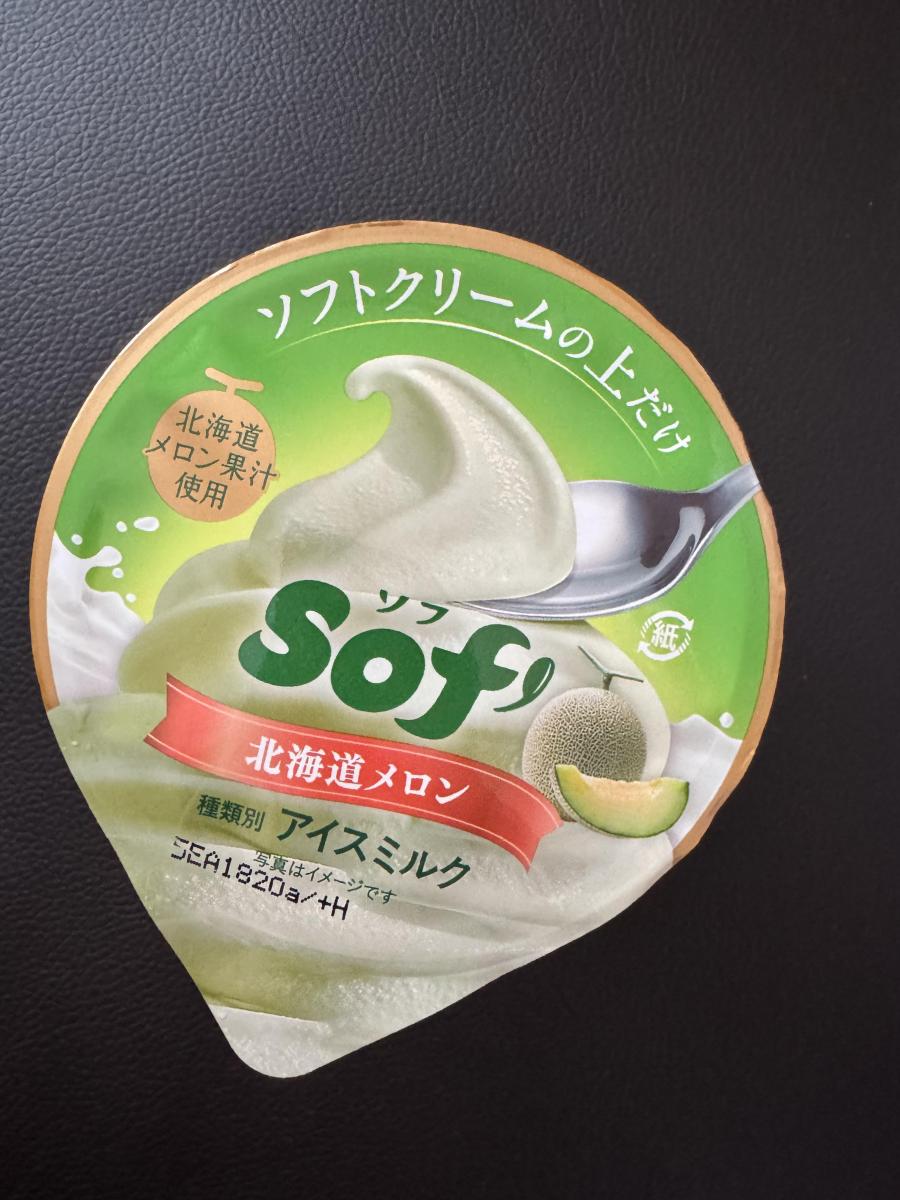 ソフトクリームの上だけ
北海道
メロン果汁
使用
ソフ
sof'
紙
北海道メロン
種類別 アイスミルク
写真はイメージです
SEA1820a/+H